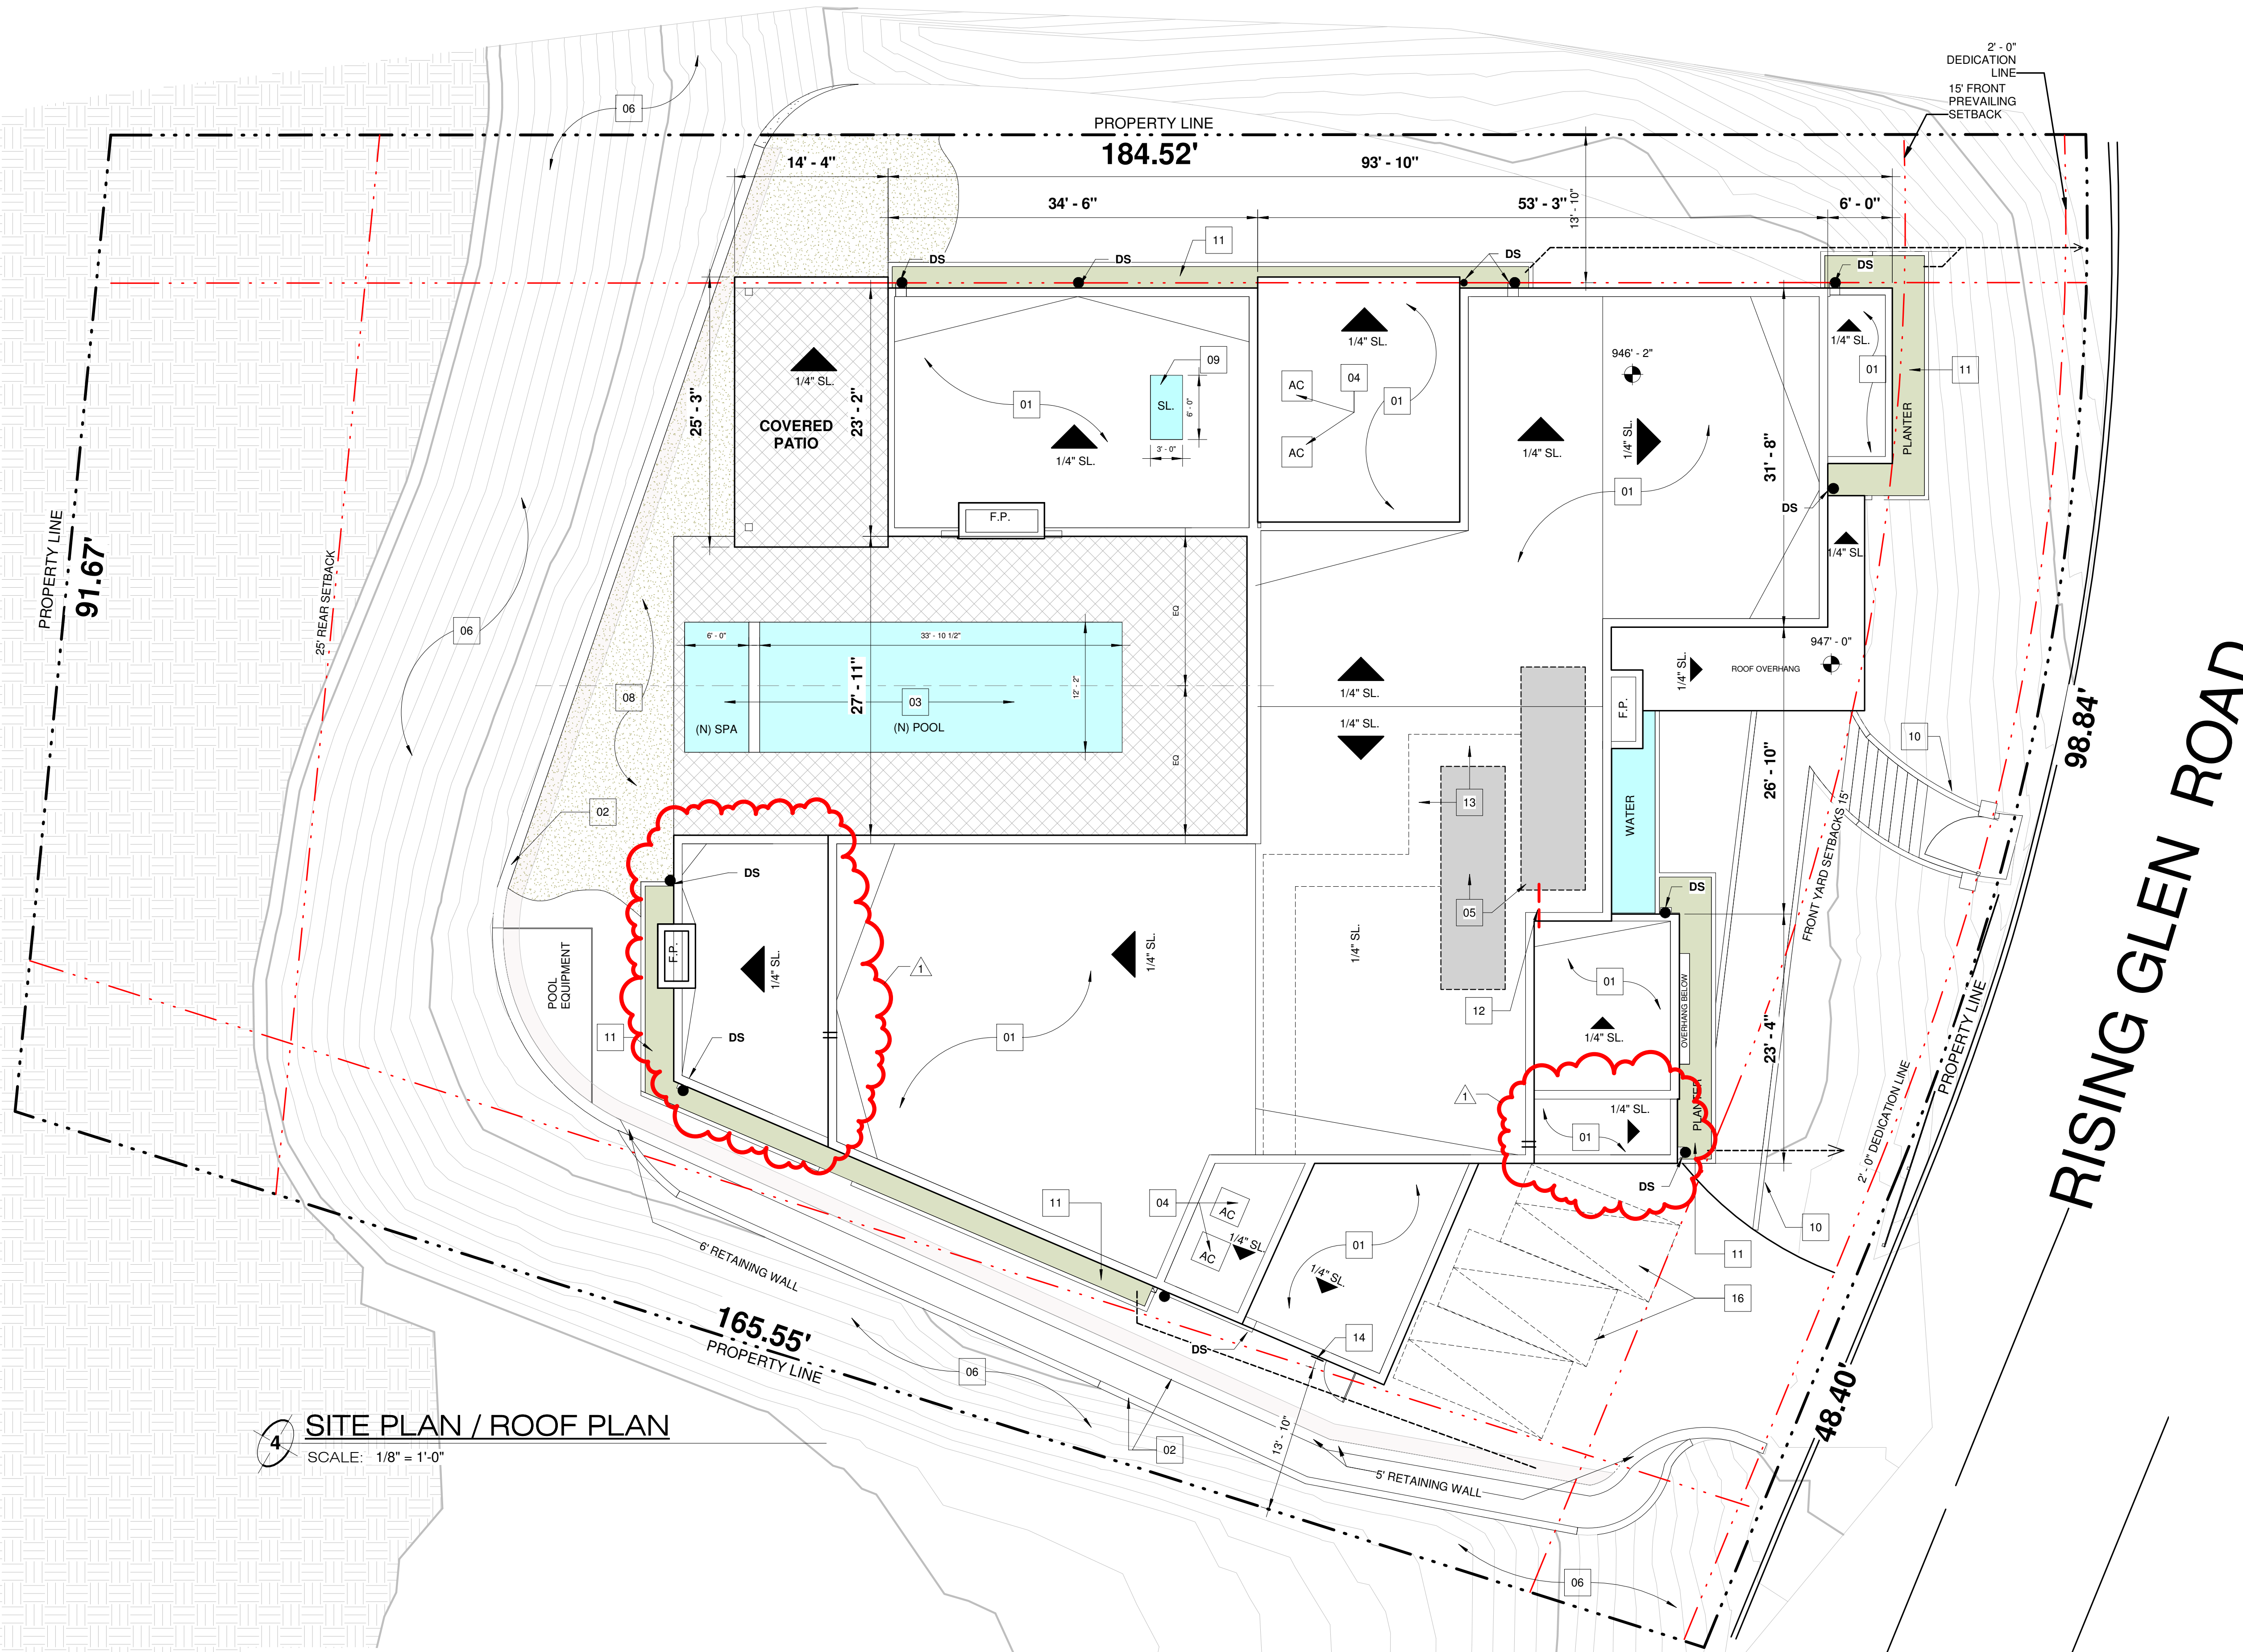 2' - 0"
DEDICATION
LINE
15' FRONT
PREVAILING
SETBACK
06
PROPERTY LINE
184.52'
14' - 4"
93' - 10"
34' - 6"
53' - 3"
6' - 0"
13' - 10"
11
DS
DS
DS
DS
1/4" SL.
COVERED
PATIO
25' - 3"
23' - 2"
01
1/4" SL.
09
SL.
6' - 0"
3' - 0"
F.P.
1/4" SL.
AC
AC
04
01
946' - 2"
1/4" SL.
1/4" SL.
01
31' - 8"
1/4" SL.
01
11
PLANTER
DS
1/4" SL
PROPERTY LINE
91.67'
25' REAR SETBACK
06
08
02
6' - 0"
33' - 10 1/2"
12' - 2"
27' - 11"
03
(N) SPA
(N) POOL
EQ
EQ
1/4" SL.
1/4" SL.
947' - 0"
ROOF OVERHANG
1/4" SL.
F.P.
WATER
26' - 10"
10
98.84'
RISING GLEN ROAD
FRONT YARD SETBACKS 15'
13
05
12
DS
DS
F.P.
1/4" SL.
1
POOL
EQUIPMENT
11
DS
01
1/4" SL.
1/4" SL.
DS
01
1/4" SL.
OVERHANG BELOW
PLANTER
23' - 4"
1
1/4" SL.
01
DS
PROPERTY LINE
2' - 0" DEDICATION LINE
10
11
16
11
04
AC
AC
1/4" SL.
01
1/4" SL.
14
DS
6' RETAINING WALL
165.55'
PROPERTY LINE
06
02
13' - 10"
5' RETAINING WALL
48.40'
06
4
SITE PLAN / ROOF PLAN
SCALE: 1/8" = 1'-0"